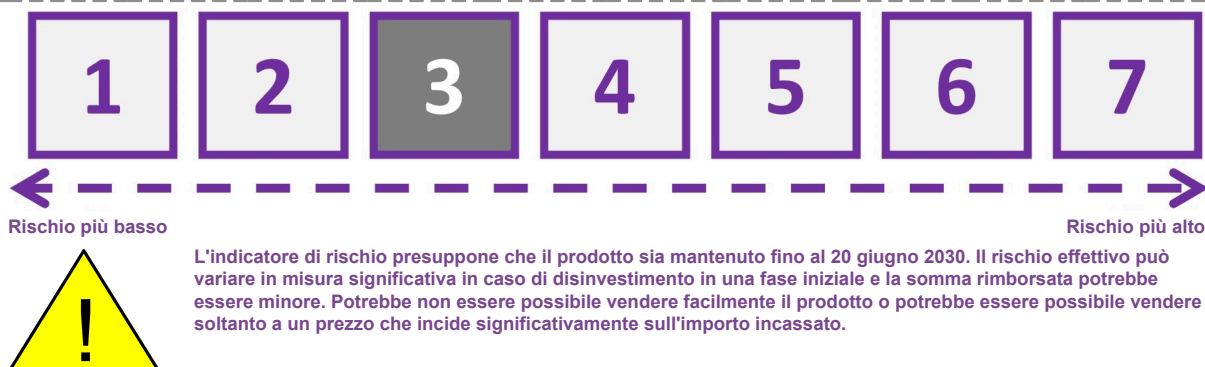 1 2 3 4 5 6 7
Rischio più basso Rischio più alto
L'indicatore di rischio presuppone che il prodotto sia mantenuto fino al 20 giugno 2030. Il rischio effettivo può
variare in misura significativa in caso di disinvestimento in una fase iniziale e la somma rimborsata potrebbe
essere minore. Potrebbe non essere possibile vendere facilmente il prodotto o potrebbe essere possibile vendere
soltanto a un prezzo che incide significativamente sull'importo incassato.
!